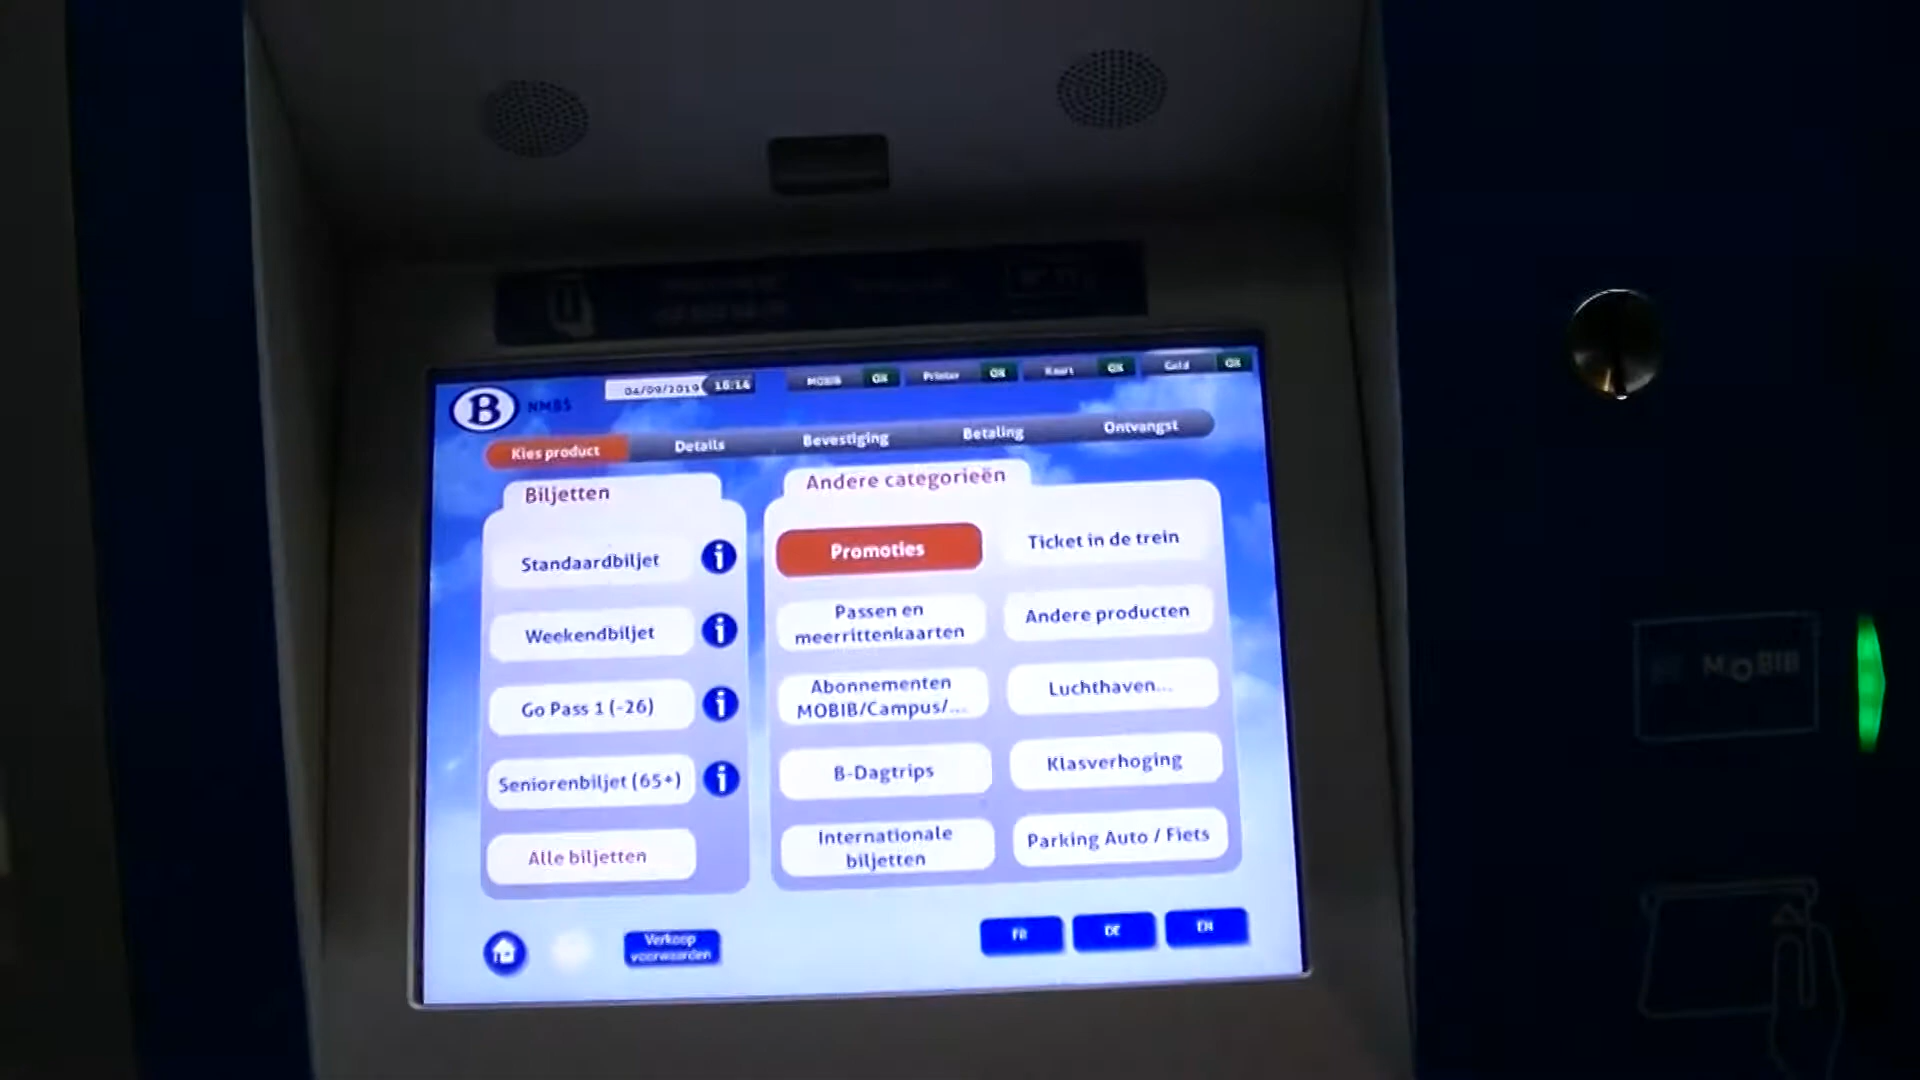 B NMBS
04/09/2019 16:14
MOBIB OK Printer OK Kaart OK Geld OK
Kies product Details Bevestiging Betaling Ontvangst
Biljetten
Standaardbiljet i
Weekendbiljet i
Go Pass 1 (-26) i
Seniorenbiljet (65+) i
Alle biljetten
Andere categorieën
Promoties
Ticket in de trein
Passen en
meerrittenkaarten
Andere producten
Abonnementen
MOBIB/Campus/...
Luchthaven...
B-Dagtrips
Klasverhoging
Internationale
biljetten
Parking Auto / Fiets
Verkoop
voorwaarden
FR DE EN
MOBIB